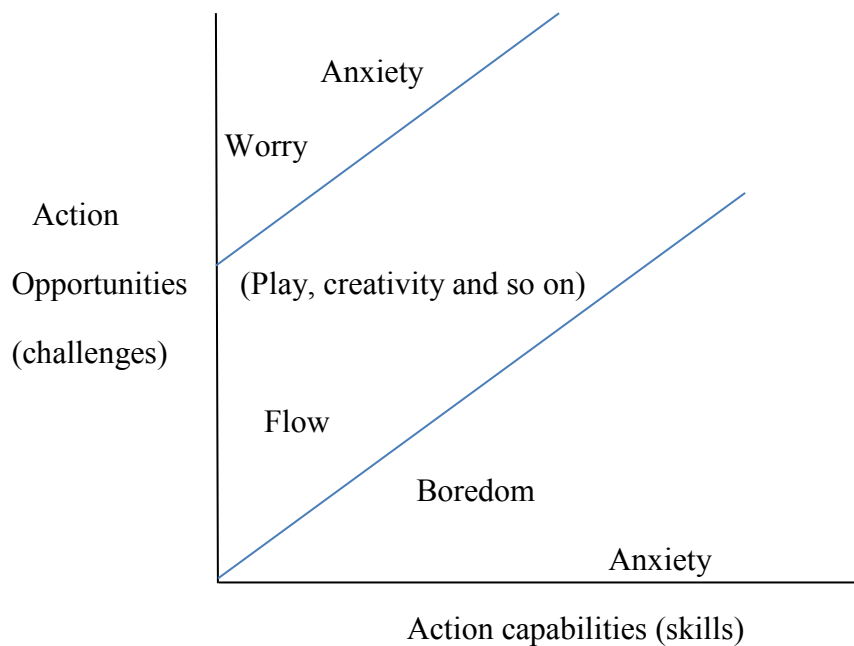 Anxiety
Worry
Action
Opportunities
(challenges)
(Play, creativity and so on)
Flow
Boredom
Anxiety
Action capabilities (skills)